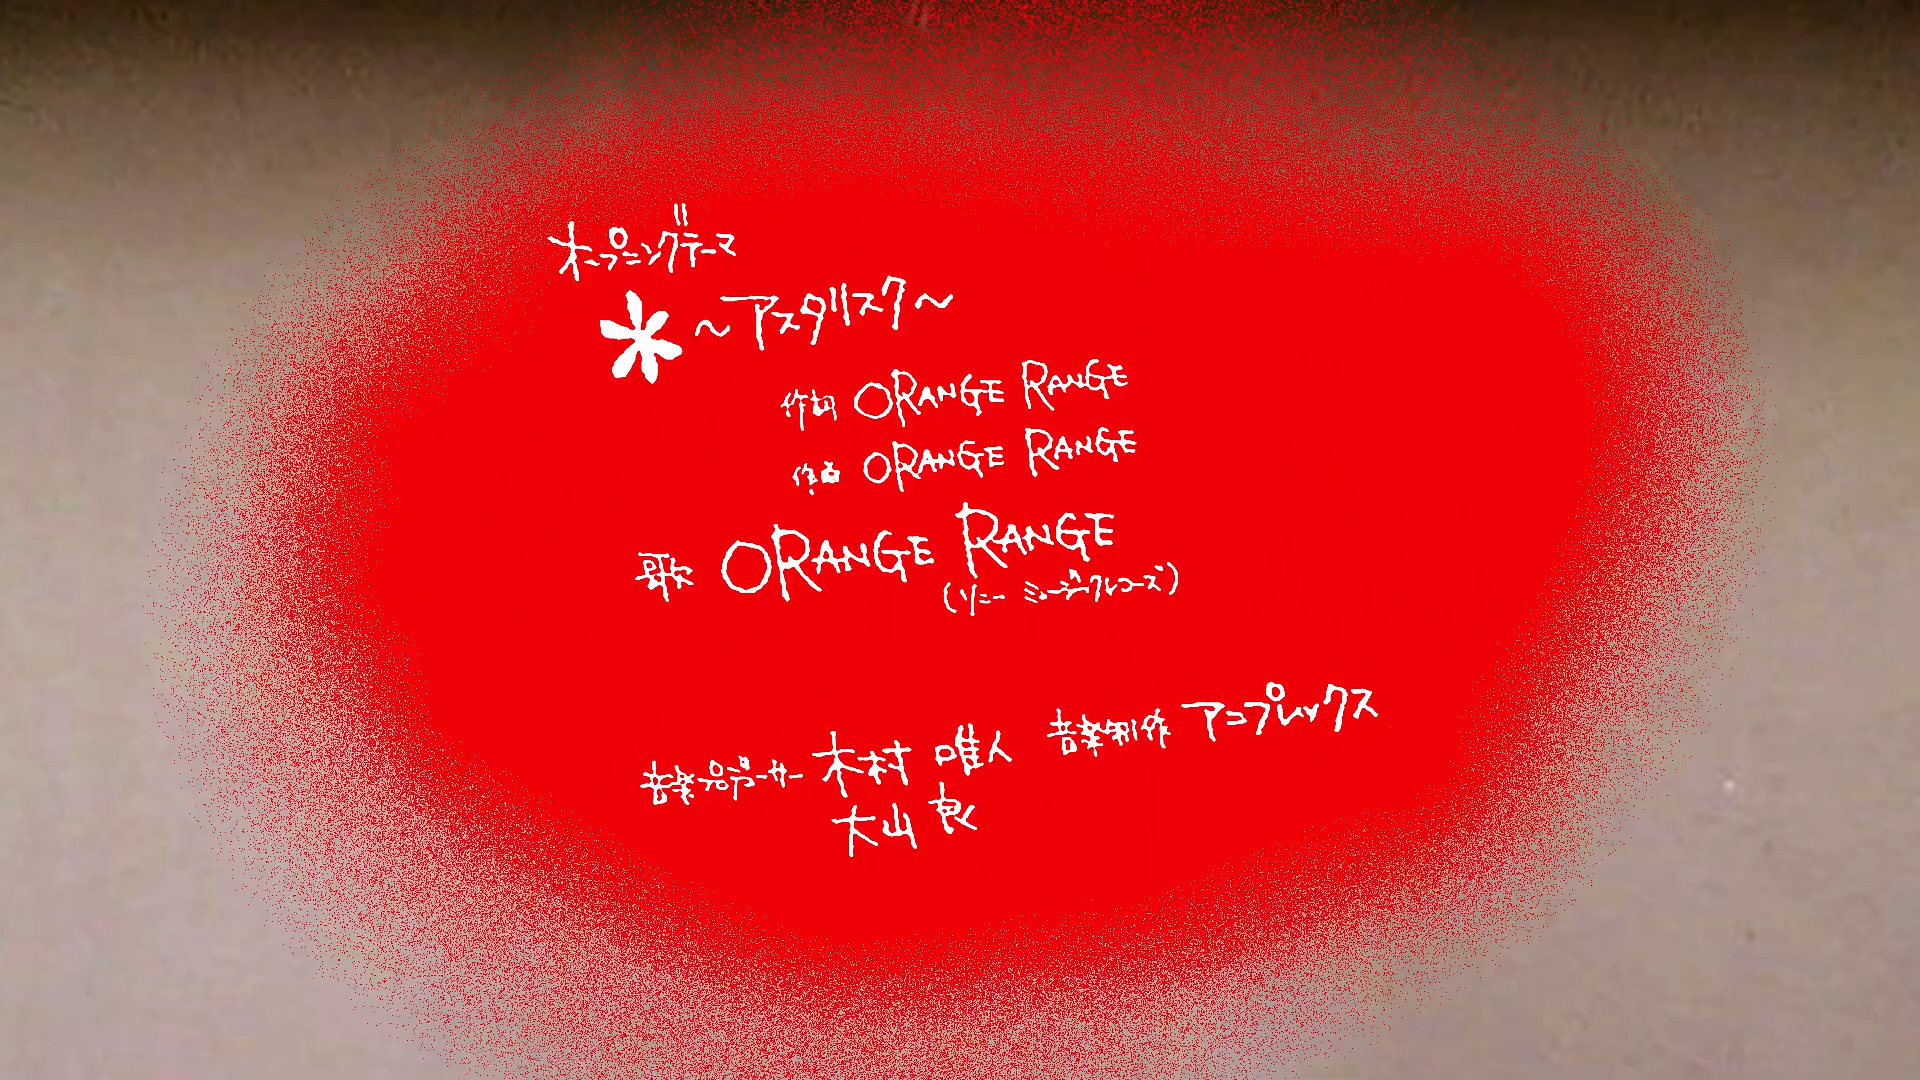 オープニングテーマ
* ～アスタリスク～
作詞 ORANGE RANGE
作曲 ORANGE RANGE
歌 ORANGE RANGE
(ソニー ミュージックレコーズ)
音楽プロデューサー 木村 唯人 音楽制作 アニプレックス
大山 良